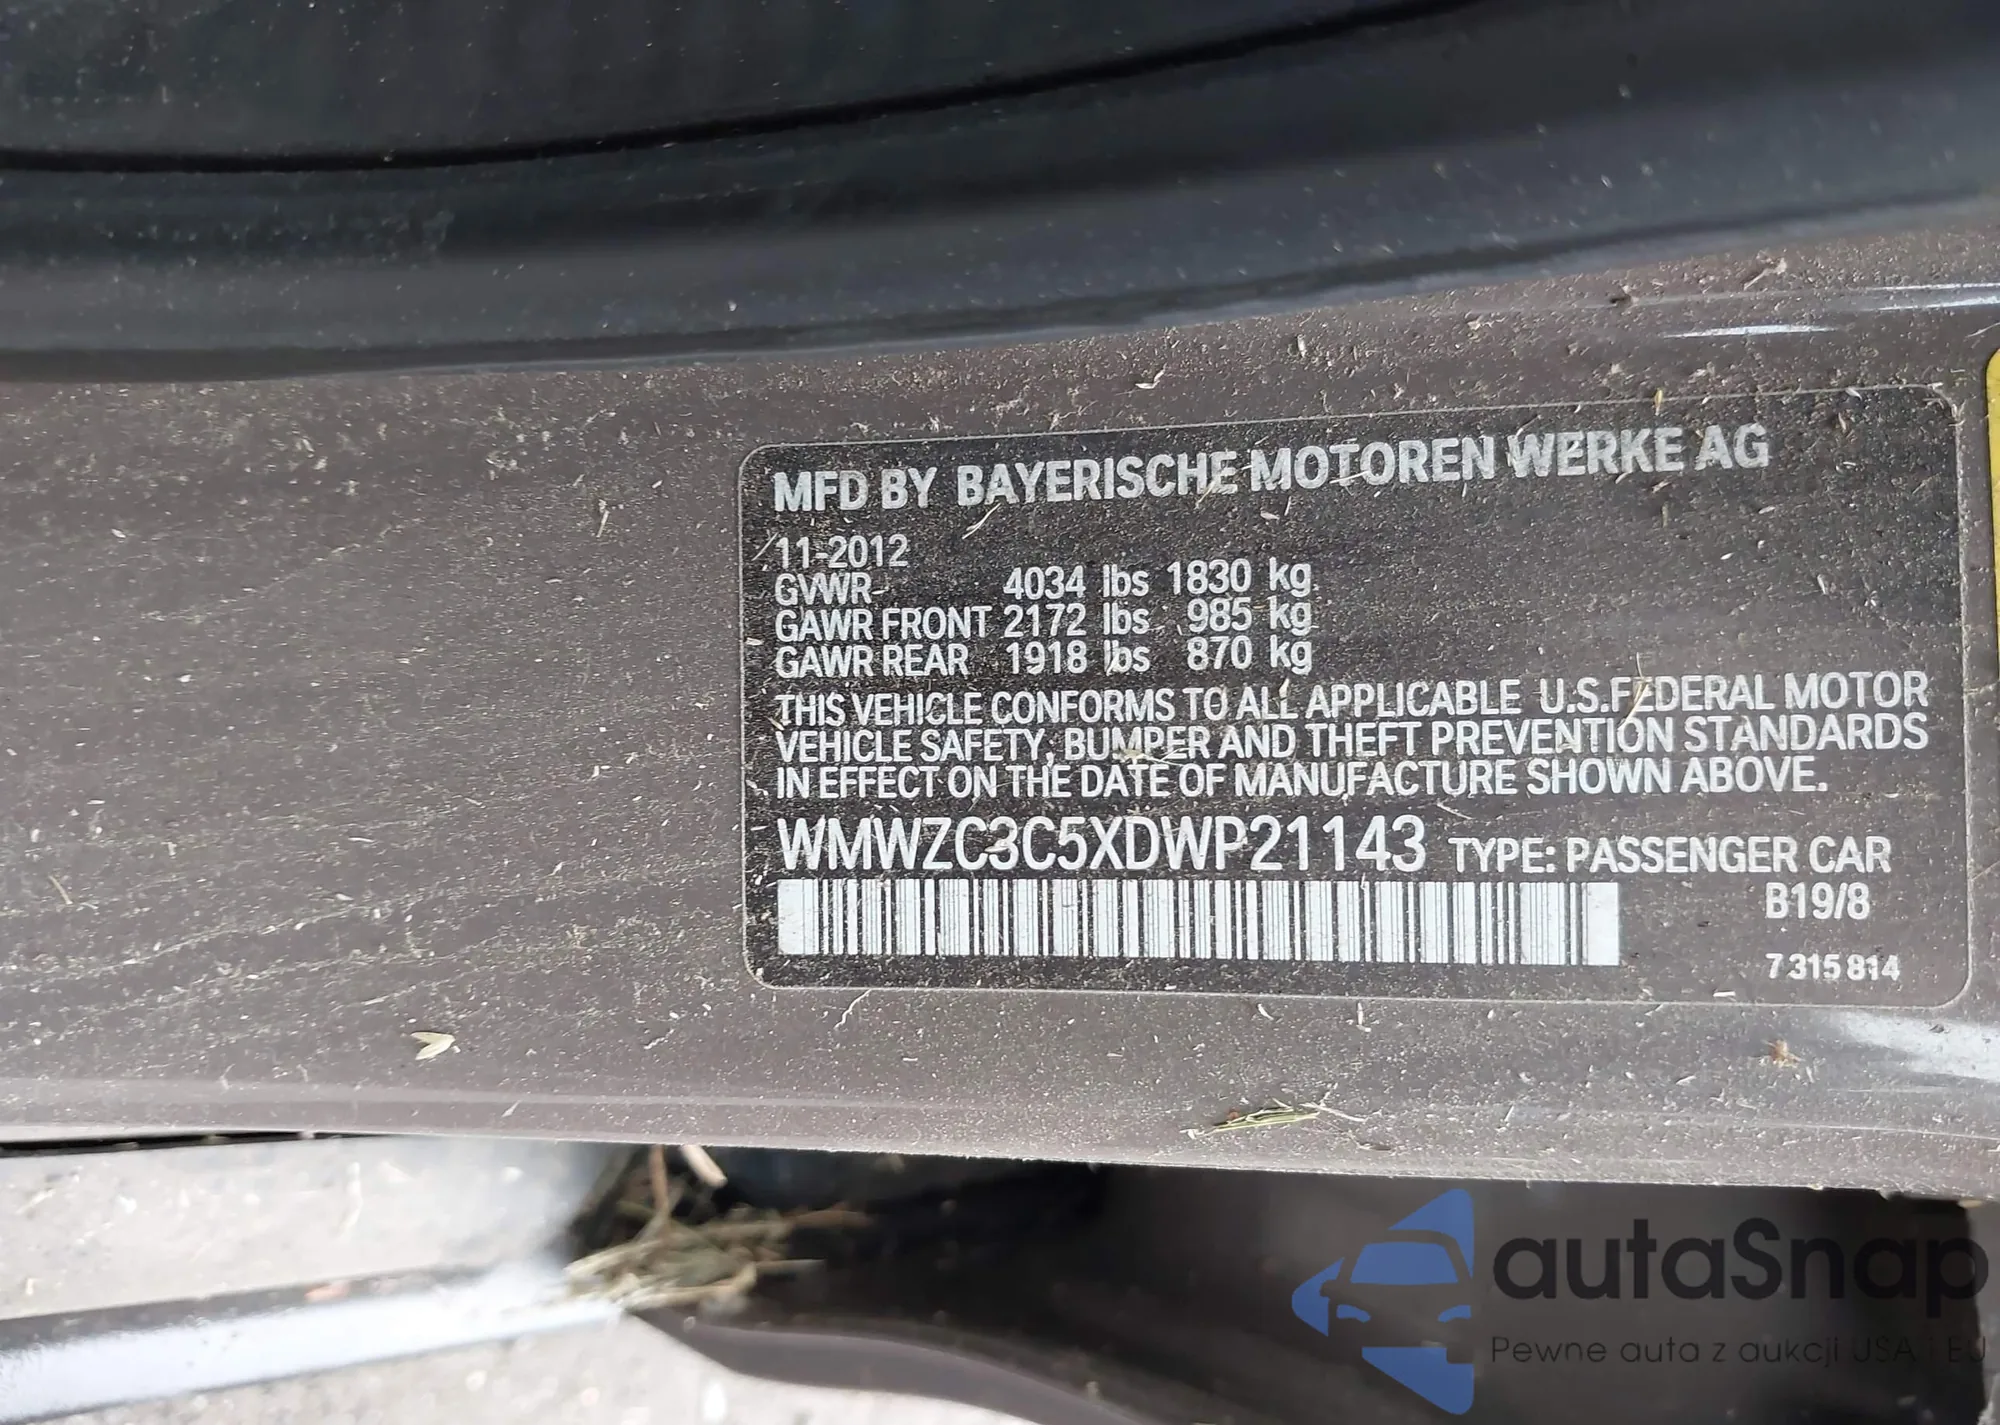 MFD BY BAYERISCHE MOTOREN WERKE AG
11-2012
GVWR 4034 lbs 1830 kg
GAWR FRONT 2172 lbs 985 kg
GAWR REAR 1918 lbs 870 kg
THIS VEHICLE CONFORMS TO ALL APPLICABLE U.S.FEDERAL MOTOR
VEHICLE SAFETY, BUMPER AND THEFT PREVENTION STANDARDS
IN EFFECT ON THE DATE OF MANUFACTURE SHOWN ABOVE.
WMWZC3C5XDWP21143 TYPE: PASSENGER CAR
B19/8
7 315 814
autaSnap
Pewne auta z aukcji USA i EU